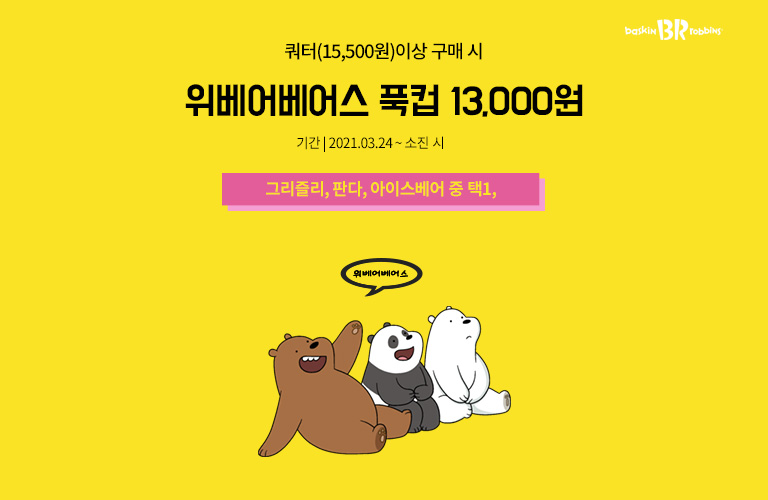 baskin BR robbins
쿼터(15,500원)이상 구매 시
위베어베어스 푹컵 13,000원
기간 | 2021.03.24 ~ 소진 시
그리즐리, 판다, 아이스베어 중 택1,
위베어베어스